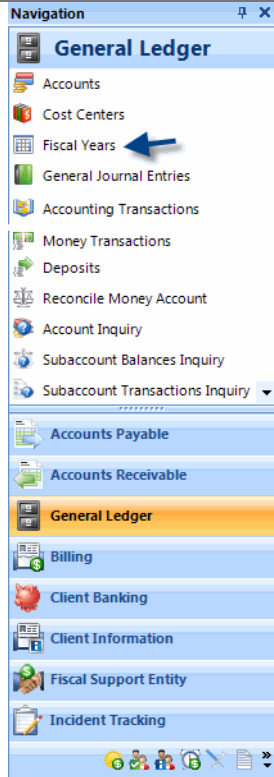 Navigation
General Ledger
Accounts
Cost Centers
Fiscal Years
General Journal Entries
Accounting Transactions
Money Transactions
Deposits
Reconcile Money Account
Account Inquiry
Subaccount Balances Inquiry
Subaccount Transactions Inquiry
Accounts Payable
Accounts Receivable
General Ledger
Billing
Client Banking
Client Information
Fiscal Support Entity
Incident Tracking